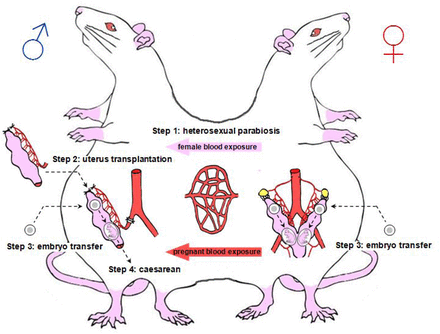 Step 1: heterosexual parabiosis
female blood exposure
Step 2: uterus transplantation
Step 3: embryo transfer
Step 3: embryo transfer
pregnant blood exposure
Step 4: caesarean